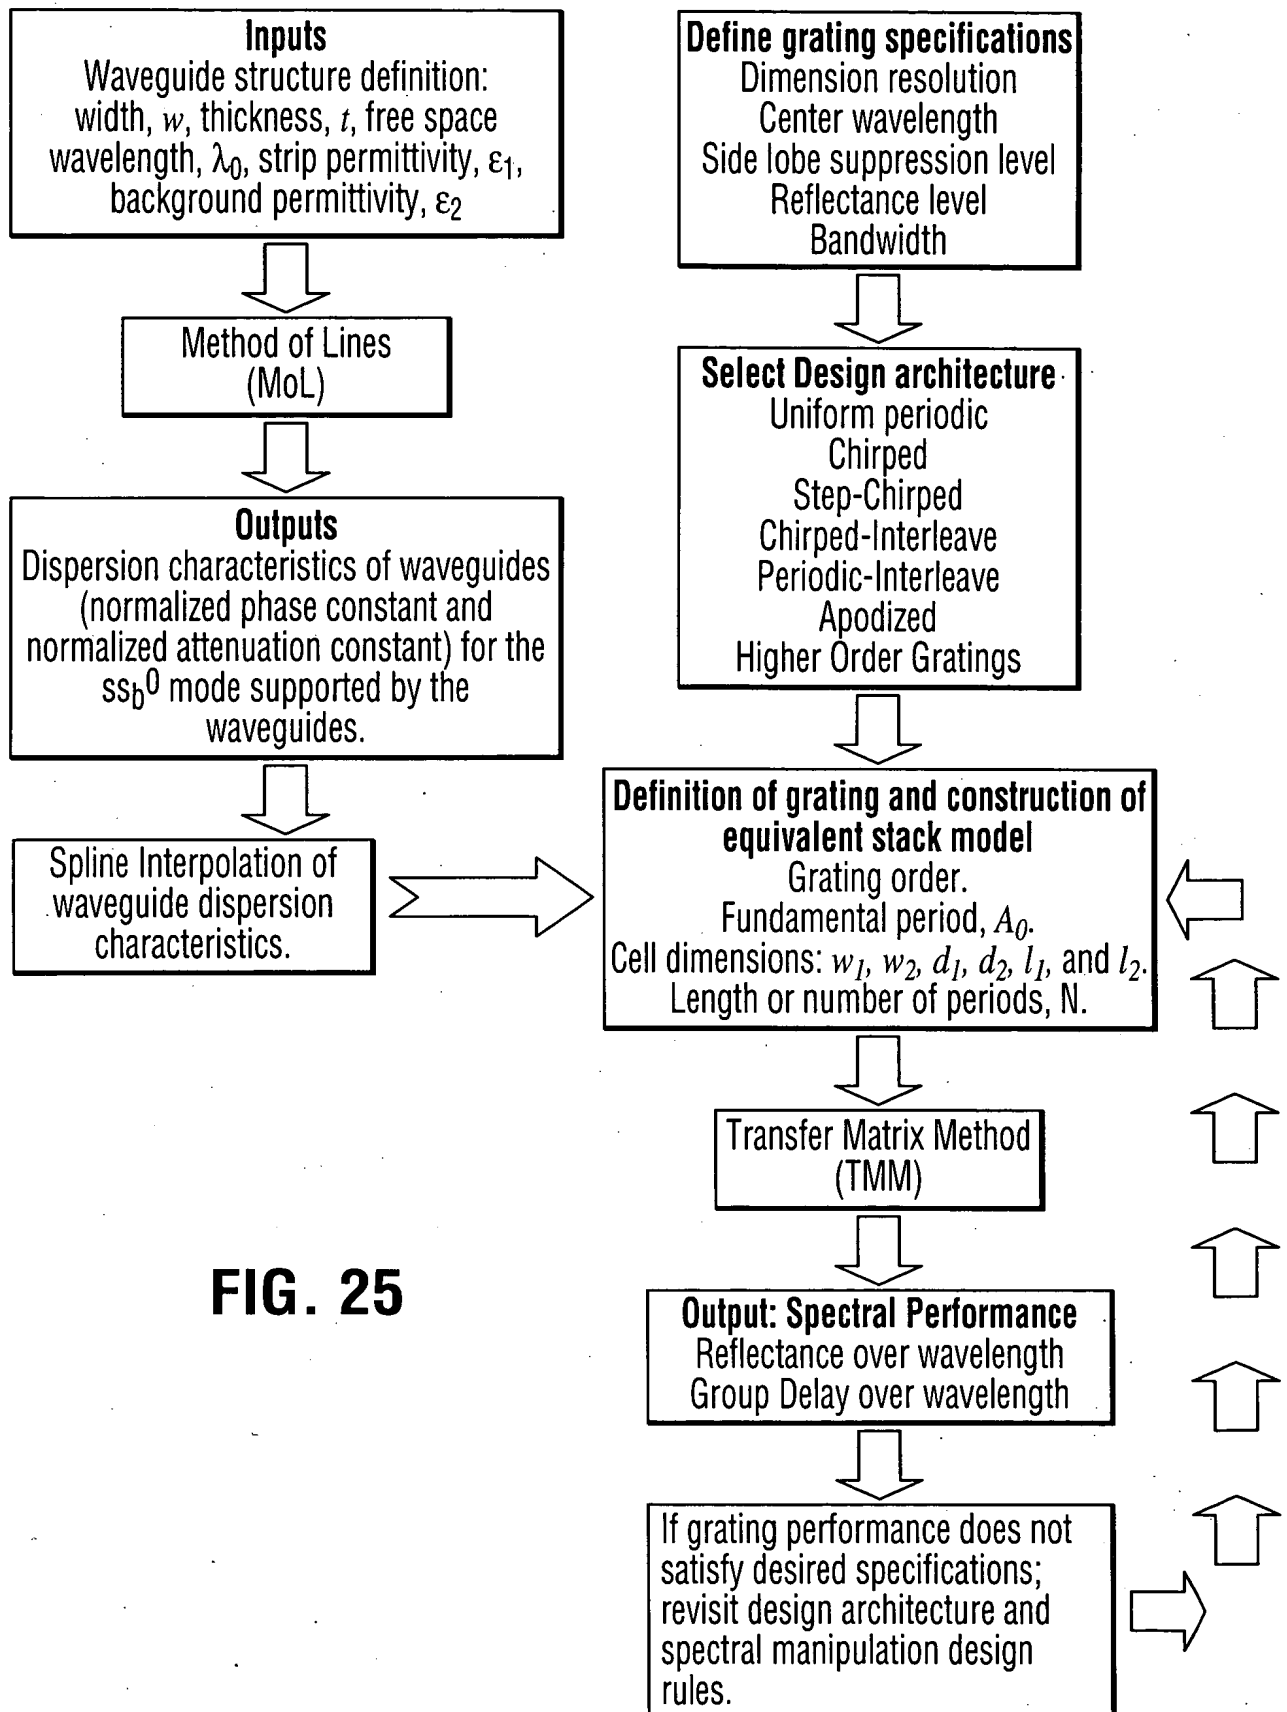 Inputs
Waveguide structure definition:
width, w, thickness, t, free space
wavelength, λ0, strip permittivity, ε1,
background permittivity, ε2
Method of Lines
(MoL)
Outputs
Dispersion characteristics of waveguides
(normalized phase constant and
normalized attenuation constant) for the
ssb0 mode supported by the
waveguides.
Spline Interpolation of
waveguide dispersion
characteristics.
Define grating specifications
Dimension resolution
Center wavelength
Side lobe suppression level
Reflectance level
Bandwidth
Select Design architecture
Uniform periodic
Chirped
Step-Chirped
Chirped-Interleave
Periodic-Interleave
Apodized
Higher Order Gratings
Definition of grating and construction of
equivalent stack model
Grating order.
Fundamental period, A0.
Cell dimensions: w1, w2, d1, d2, l1, and l2.
Length or number of periods, N.
Transfer Matrix Method
(TMM)
Output: Spectral Performance
Reflectance over wavelength
Group Delay over wavelength
If grating performance does not
satisfy desired specifications;
revisit design architecture and
spectral manipulation design
rules.
FIG. 25